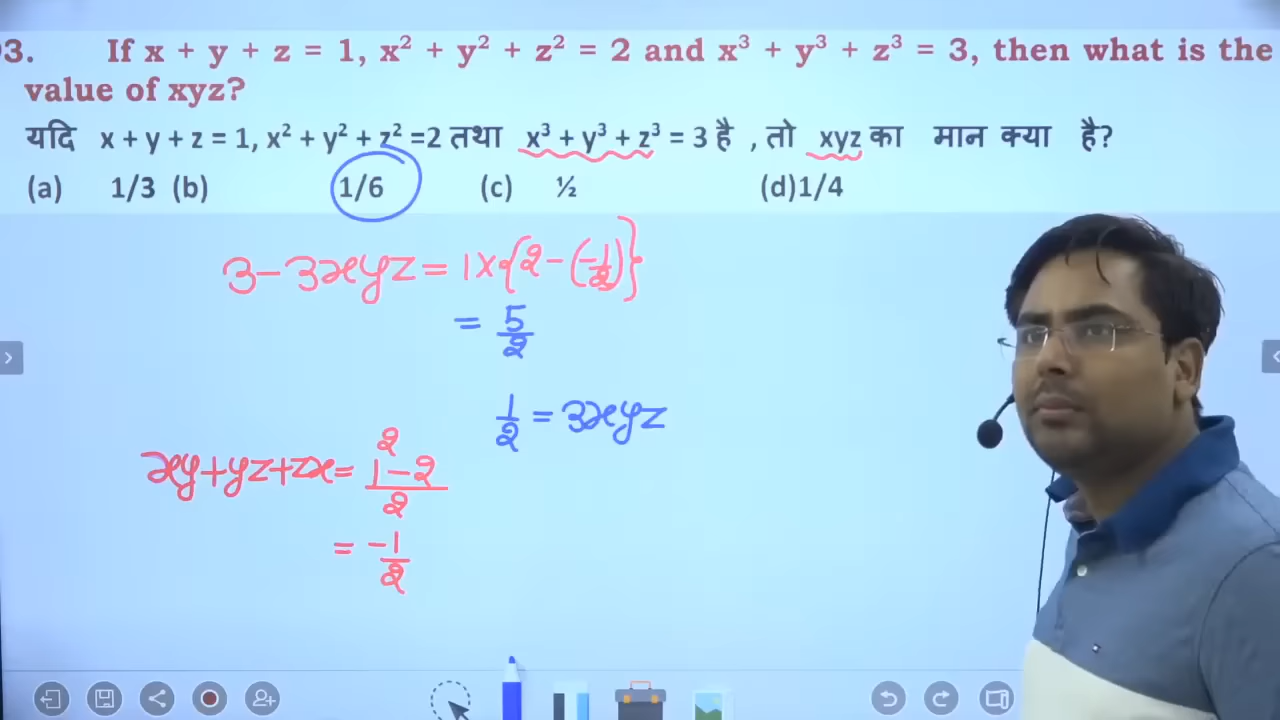 03. If x + y + z = 1, x² + y² + z² = 2 and x³ + y³ + z³ = 3, then what is the
value of xyz?
यदि x + y + z = 1, x² + y² + z² =2 तथा x³ + y³ + z³ = 3 है , तो xyz का मान क्या है?
(a) 1/3 (b) 1/6 (c) ½ (d)1/4
3 - 3xyz = 1 x {2 - (-1/2)}
= 5/2
1/2 = 3xyz
xy+yz+zx = (1² - 2)/2
= -1/2